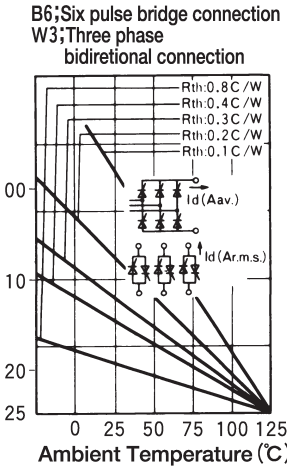 B6;Six pulse bridge connection
W3;Three phase
bidiretional connection
Rth:0.8C/W
Rth:0.4C/W
Rth:0.3C/W
Rth:0.2C/W
Rth:0.1C/W
Id(Aav.)
Id(Ar.m.s.)
00
10
20
25
0 25 50 75 100 125
Ambient Temperature (℃)